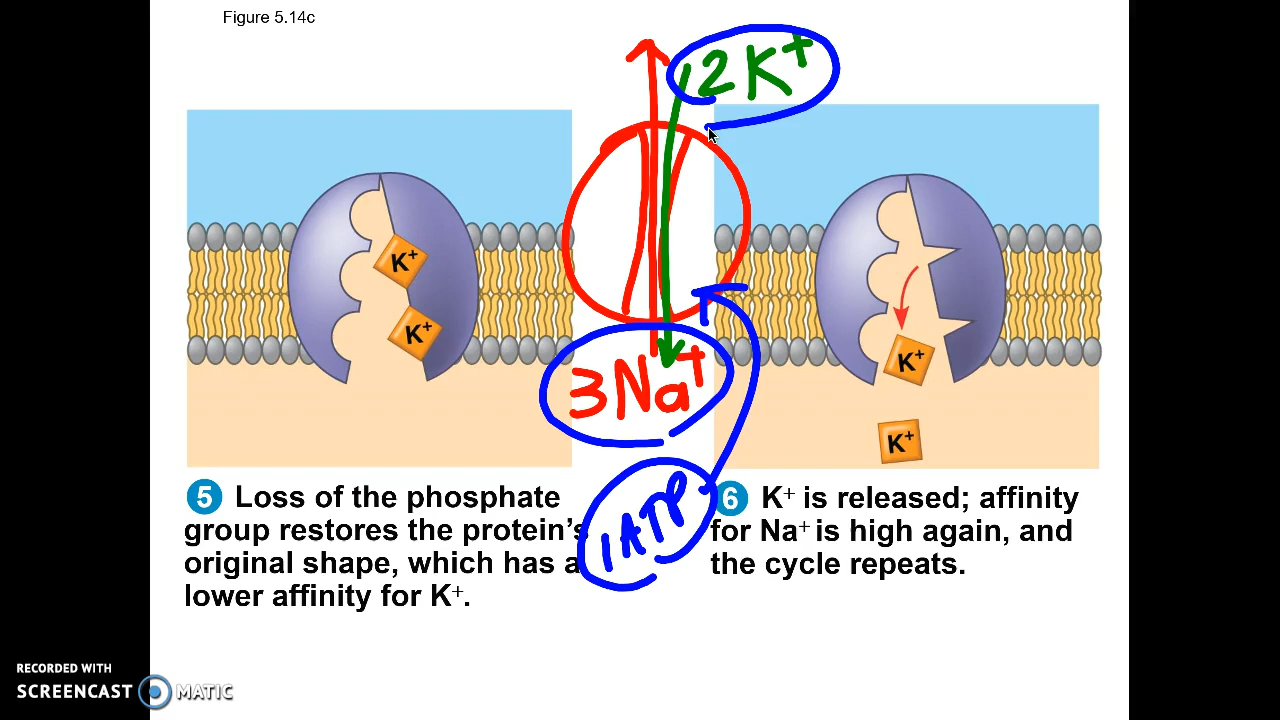 Figure 5.14c
2K+
K+
K+
K+
K+
3Na+
1ATP
5 Loss of the phosphate
group restores the protein's
original shape, which has a
lower affinity for K+.
6 K+ is released; affinity
for Na+ is high again, and
the cycle repeats.
RECORDED WITH
SCREENCAST MATIC